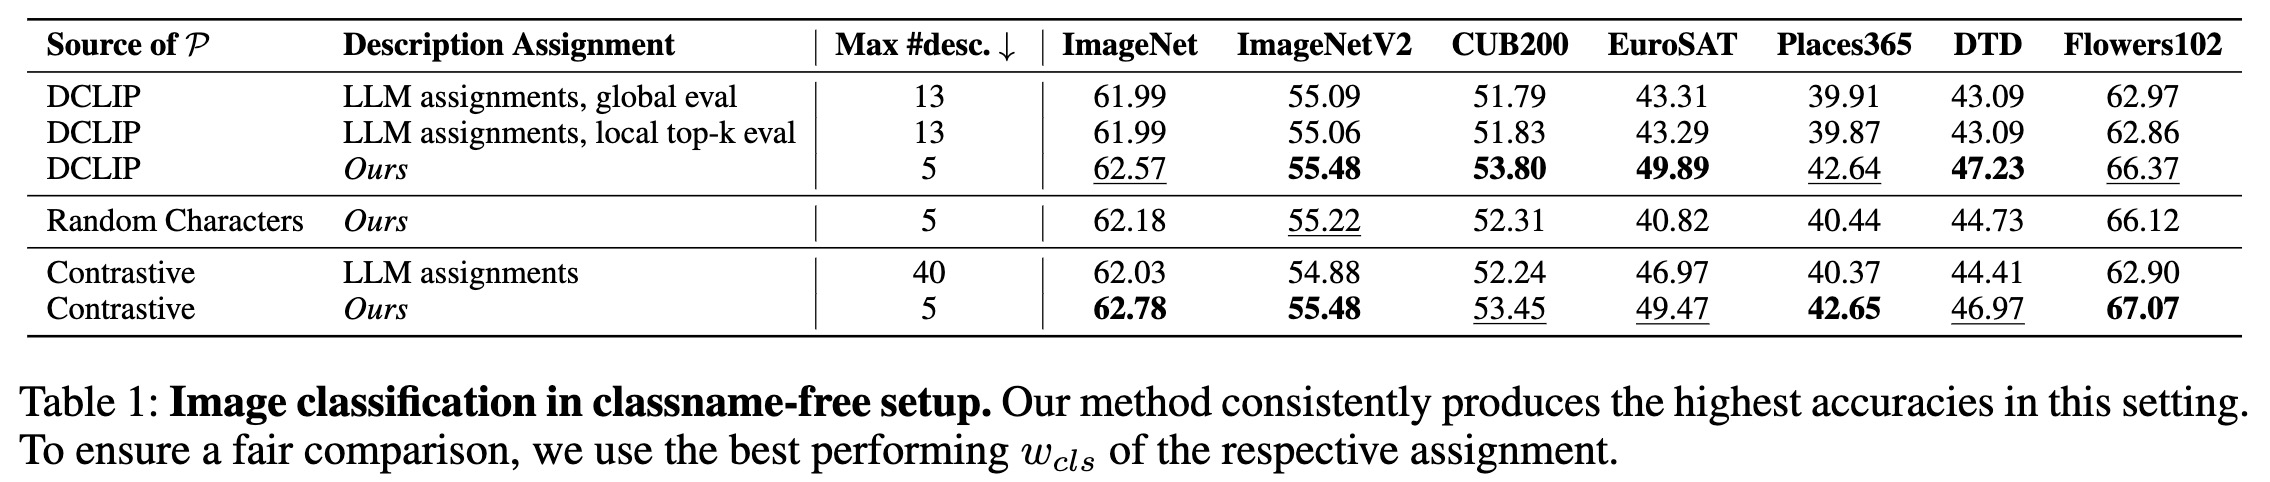 Source of 𝒫 Description Assignment Max #desc. ↓ ImageNet ImageNetV2 CUB200 EuroSAT Places365 DTD Flowers102
DCLIP LLM assignments, global eval 13 61.99 55.09 51.79 43.31 39.91 43.09 62.97
DCLIP LLM assignments, local top-k eval 13 61.99 55.06 51.83 43.29 39.87 43.09 62.86
DCLIP Ours 5 62.57 55.48 53.80 49.89 42.64 47.23 66.37
Random Characters Ours 5 62.18 55.22 52.31 40.82 40.44 44.73 66.12
Contrastive LLM assignments 40 62.03 54.88 52.24 46.97 40.37 44.41 62.90
Contrastive Ours 5 62.78 55.48 53.45 49.47 42.65 46.97 67.07
Table 1: Image classification in classname-free setup. Our method consistently produces the highest accuracies in this setting.
To ensure a fair comparison, we use the best performing w_cls of the respective assignment.